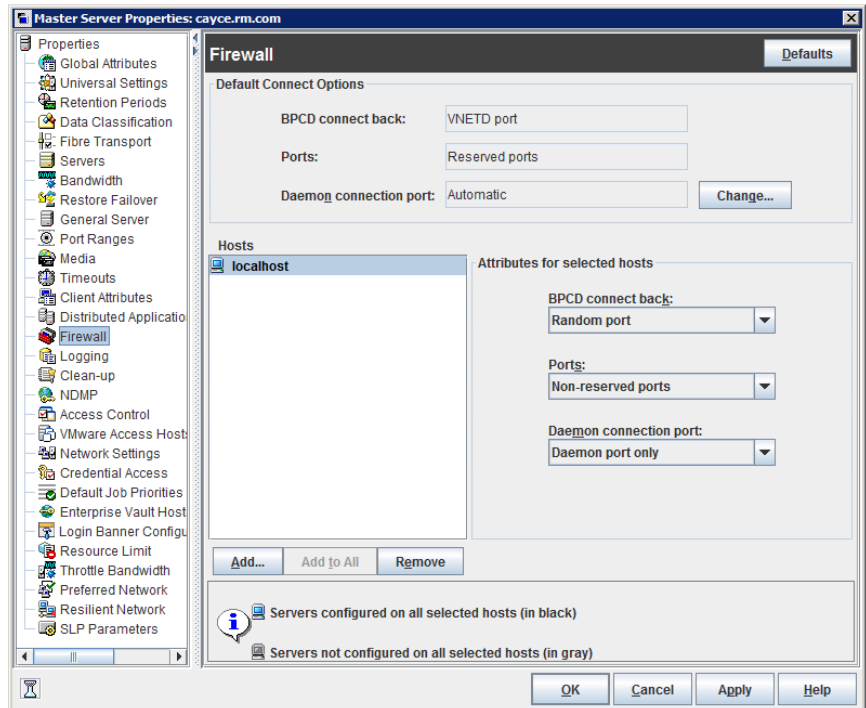 Master Server Properties: cayce.rm.com
Properties
Global Attributes
Universal Settings
Retention Periods
Data Classification
Fibre Transport
Servers
Bandwidth
Restore Failover
General Server
Port Ranges
Media
Timeouts
Client Attributes
Distributed Applicatio
Firewall
Logging
Clean-up
NDMP
Access Control
VMware Access Hosts
Network Settings
Credential Access
Default Job Priorities
Enterprise Vault Host
Login Banner Configu
Resource Limit
Throttle Bandwidth
Preferred Network
Resilient Network
SLP Parameters
Firewall
Defaults
Default Connect Options
BPCD connect back: VNETD port
Ports: Reserved ports
Daemon connection port: Automatic
Change...
Hosts
localhost
Attributes for selected hosts
BPCD connect back:
Random port
Ports:
Non-reserved ports
Daemon connection port:
Daemon port only
Add... Add to All Remove
Servers configured on all selected hosts (in black)
Servers not configured on all selected hosts (in gray)
OK Cancel Apply Help